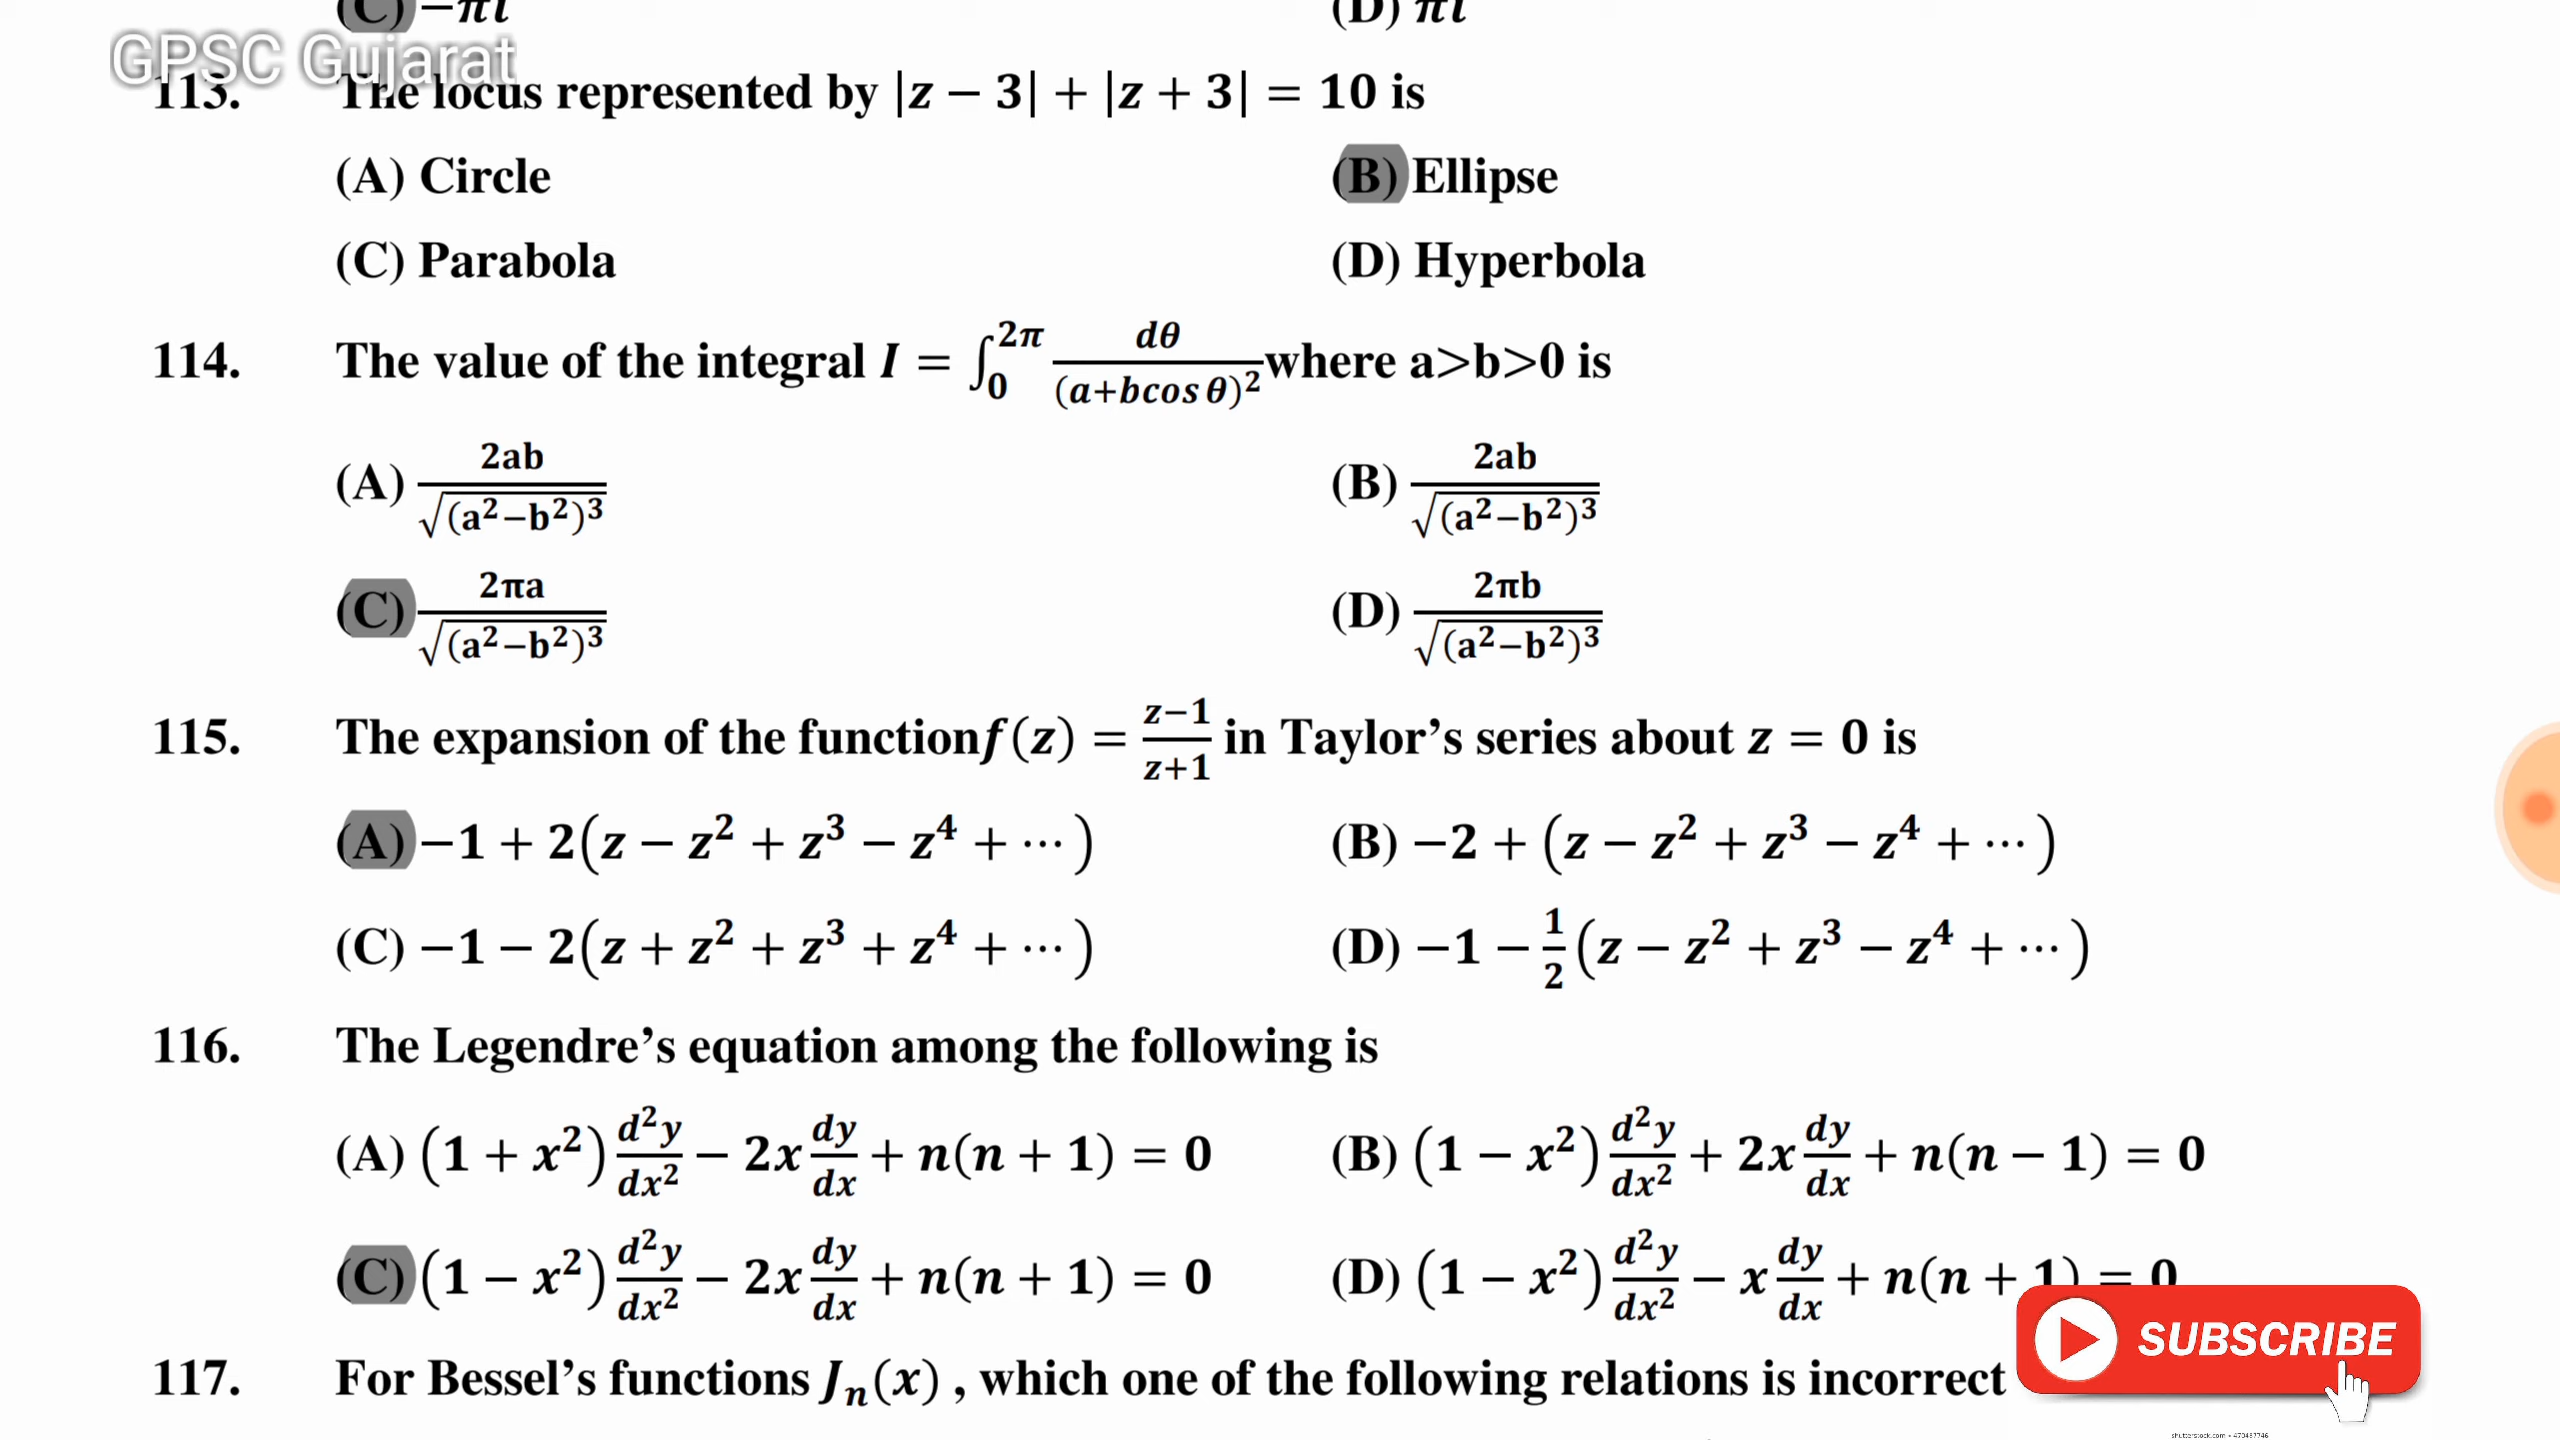 (C) −πi (D) πi
GPSC Gujarat
113. The locus represented by |z − 3| + |z + 3| = 10 is
(A) Circle (B) Ellipse
(C) Parabola (D) Hyperbola
114. The value of the integral I = ∫₀^2π dθ/(a+bcos θ)² where a>b>0 is
(A) 2ab/√(a²−b²)³ (B) 2ab/√(a²−b²)³
(C) 2πa/√(a²−b²)³ (D) 2πb/√(a²−b²)³
115. The expansion of the function f(z) = z−1/z+1 in Taylor’s series about z = 0 is
(A) −1 + 2(z − z² + z³ − z⁴ + ⋯ ) (B) −2 + (z − z² + z³ − z⁴ + ⋯ )
(C) −1 − 2(z + z² + z³ + z⁴ + ⋯ ) (D) −1 − 1/2 (z − z² + z³ − z⁴ + ⋯ )
116. The Legendre’s equation among the following is
(A) (1 + x²) d²y/dx² − 2x dy/dx + n(n + 1) = 0 (B) (1 − x²) d²y/dx² + 2x dy/dx + n(n − 1) = 0
(C) (1 − x²) d²y/dx² − 2x dy/dx + n(n + 1) = 0 (D) (1 − x²) d²y/dx² − x dy/dx + n(n + 1) = 0
SUBSCRIBE
117. For Bessel’s functions Jₙ(x) , which one of the following relations is incorrect
shutterstock.com • 470487746